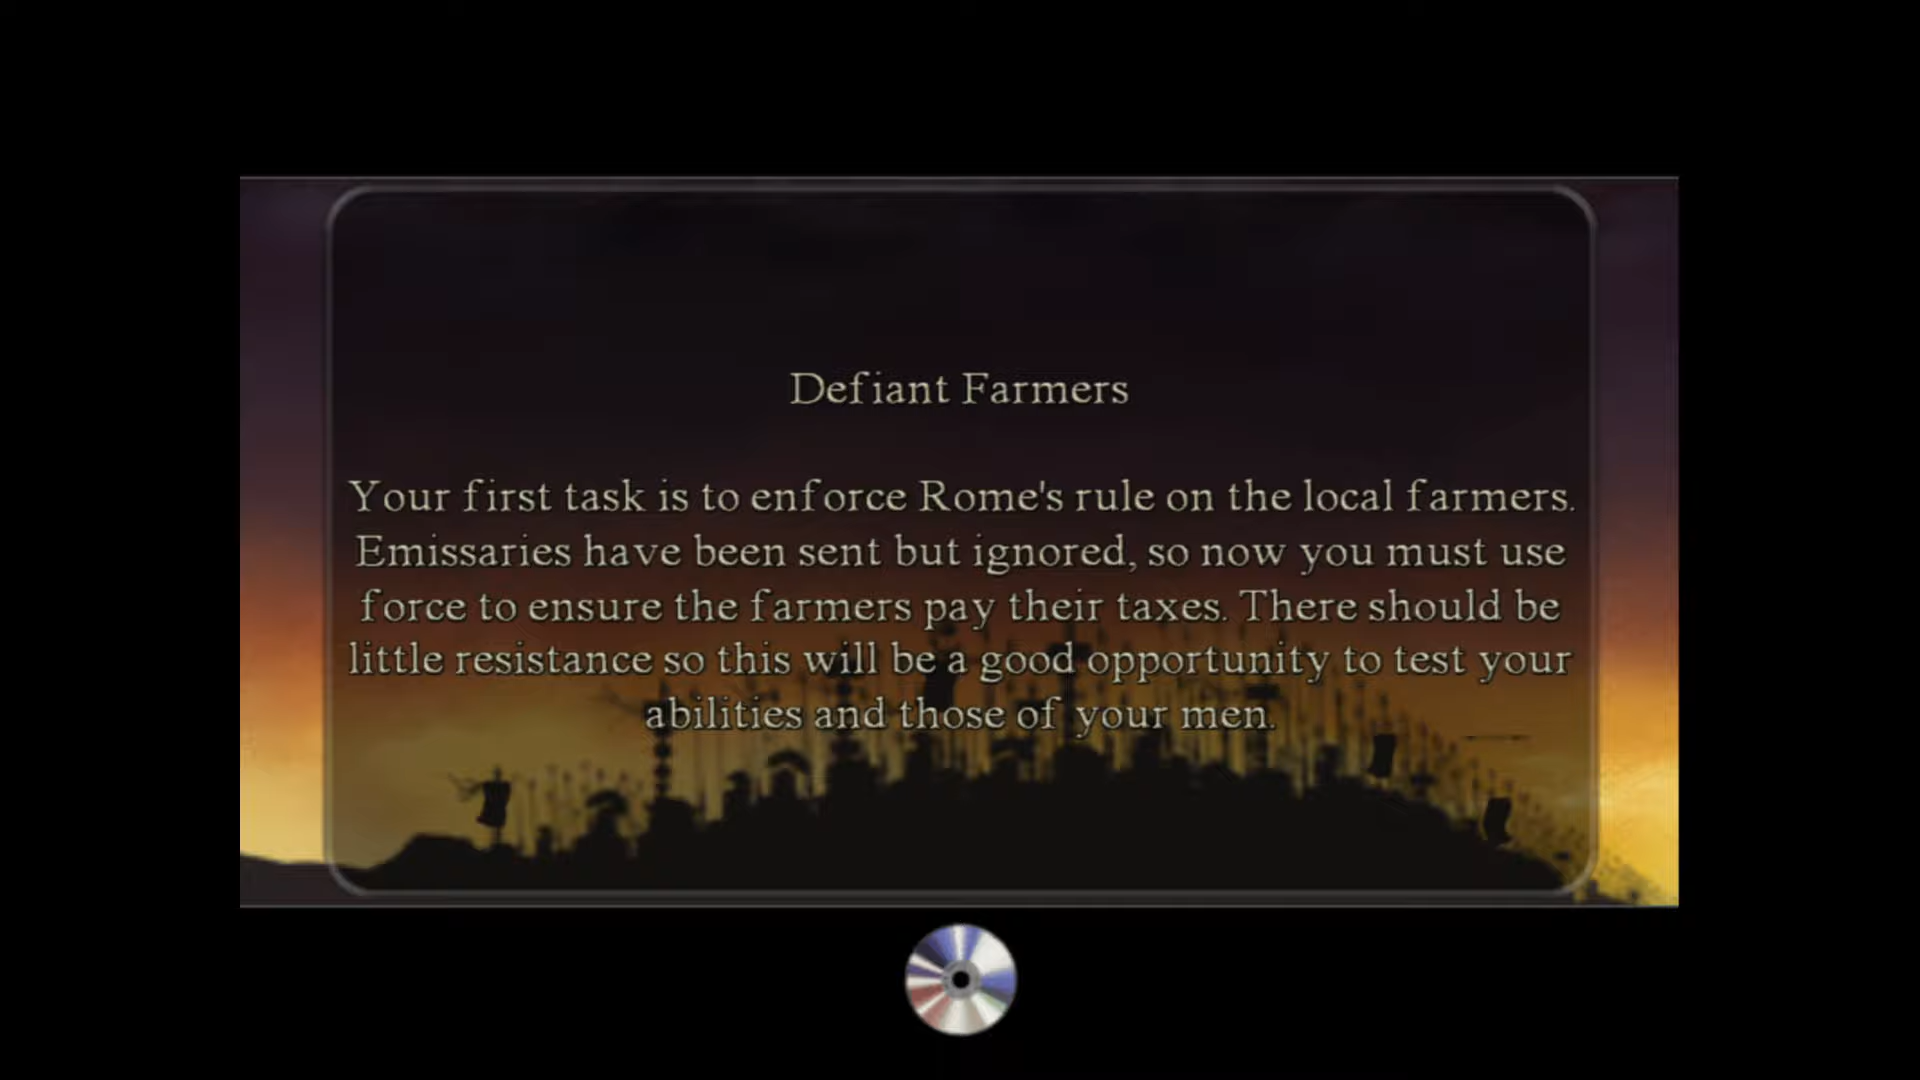 Defiant Farmers
Your first task is to enforce Rome's rule on the local farmers.
Emissaries have been sent but ignored, so now you must use
force to ensure the farmers pay their taxes. There should be
little resistance so this will be a good opportunity to test your
abilities and those of your men.